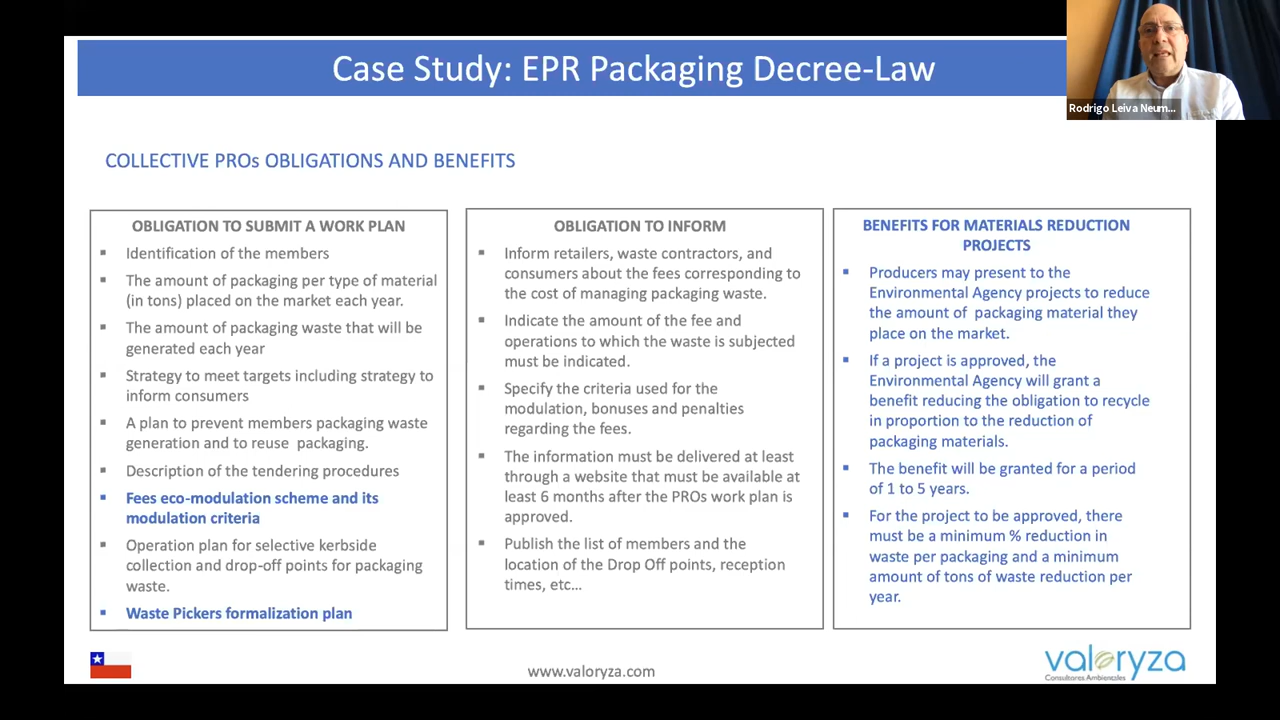 Case Study: EPR Packaging Decree-Law
Rodrigo Leiva Neum...
COLLECTIVE PROs OBLIGATIONS AND BENEFITS
OBLIGATION TO SUBMIT A WORK PLAN
▪ Identification of the members
▪ The amount of packaging per type of material
(in tons) placed on the market each year.
▪ The amount of packaging waste that will be
generated each year
▪ Strategy to meet targets including strategy to
inform consumers
▪ A plan to prevent members packaging waste
generation and to reuse packaging.
▪ Description of the tendering procedures
▪ Fees eco-modulation scheme and its
modulation criteria
▪ Operation plan for selective kerbside
collection and drop-off points for packaging
waste.
▪ Waste Pickers formalization plan
OBLIGATION TO INFORM
▪ Inform retailers, waste contractors, and
consumers about the fees corresponding to
the cost of managing packaging waste.
▪ Indicate the amount of the fee and
operations to which the waste is subjected
must be indicated.
▪ Specify the criteria used for the
modulation, bonuses and penalties
regarding the fees.
▪ The information must be delivered at least
through a website that must be available at
least 6 months after the PROs work plan is
approved.
▪ Publish the list of members and the
location of the Drop Off points, reception
times, etc...
BENEFITS FOR MATERIALS REDUCTION
PROJECTS
▪ Producers may present to the
Environmental Agency projects to reduce
the amount of packaging material they
place on the market.
▪ If a project is approved, the
Environmental Agency will grant a
benefit reducing the obligation to recycle
in proportion to the reduction of
packaging materials.
▪ The benefit will be granted for a period
of 1 to 5 years.
▪ For the project to be approved, there
must be a minimum % reduction in
waste per packaging and a minimum
amount of tons of waste reduction per
year.
www.valoryza.com
valoryza
Consultores Ambientales